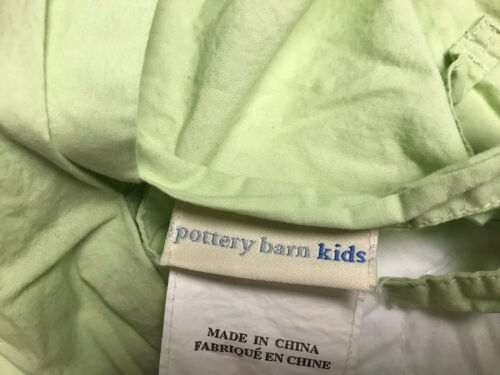 pottery barn kids
MADE IN CHINA
FABRIQUÉ EN CHINE